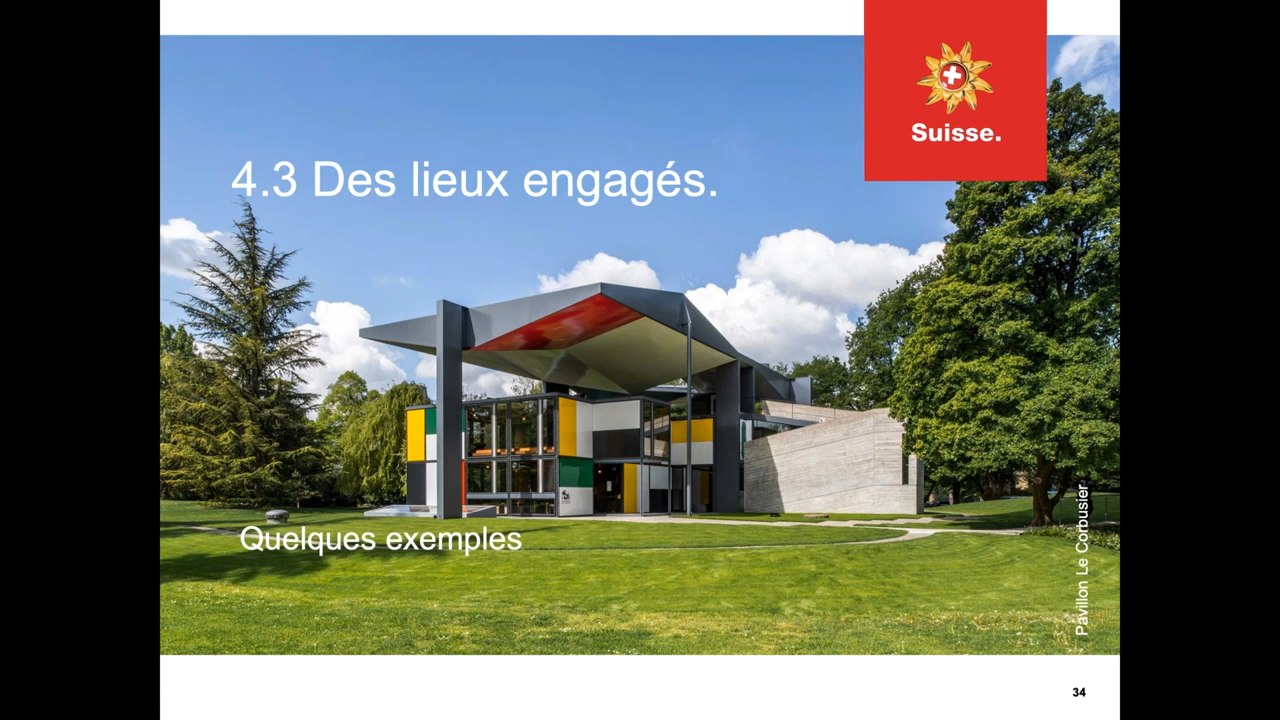 Suisse.
4.3 Des lieux engagés.
Quelques exemples
Pavillon Le Corbusier
34